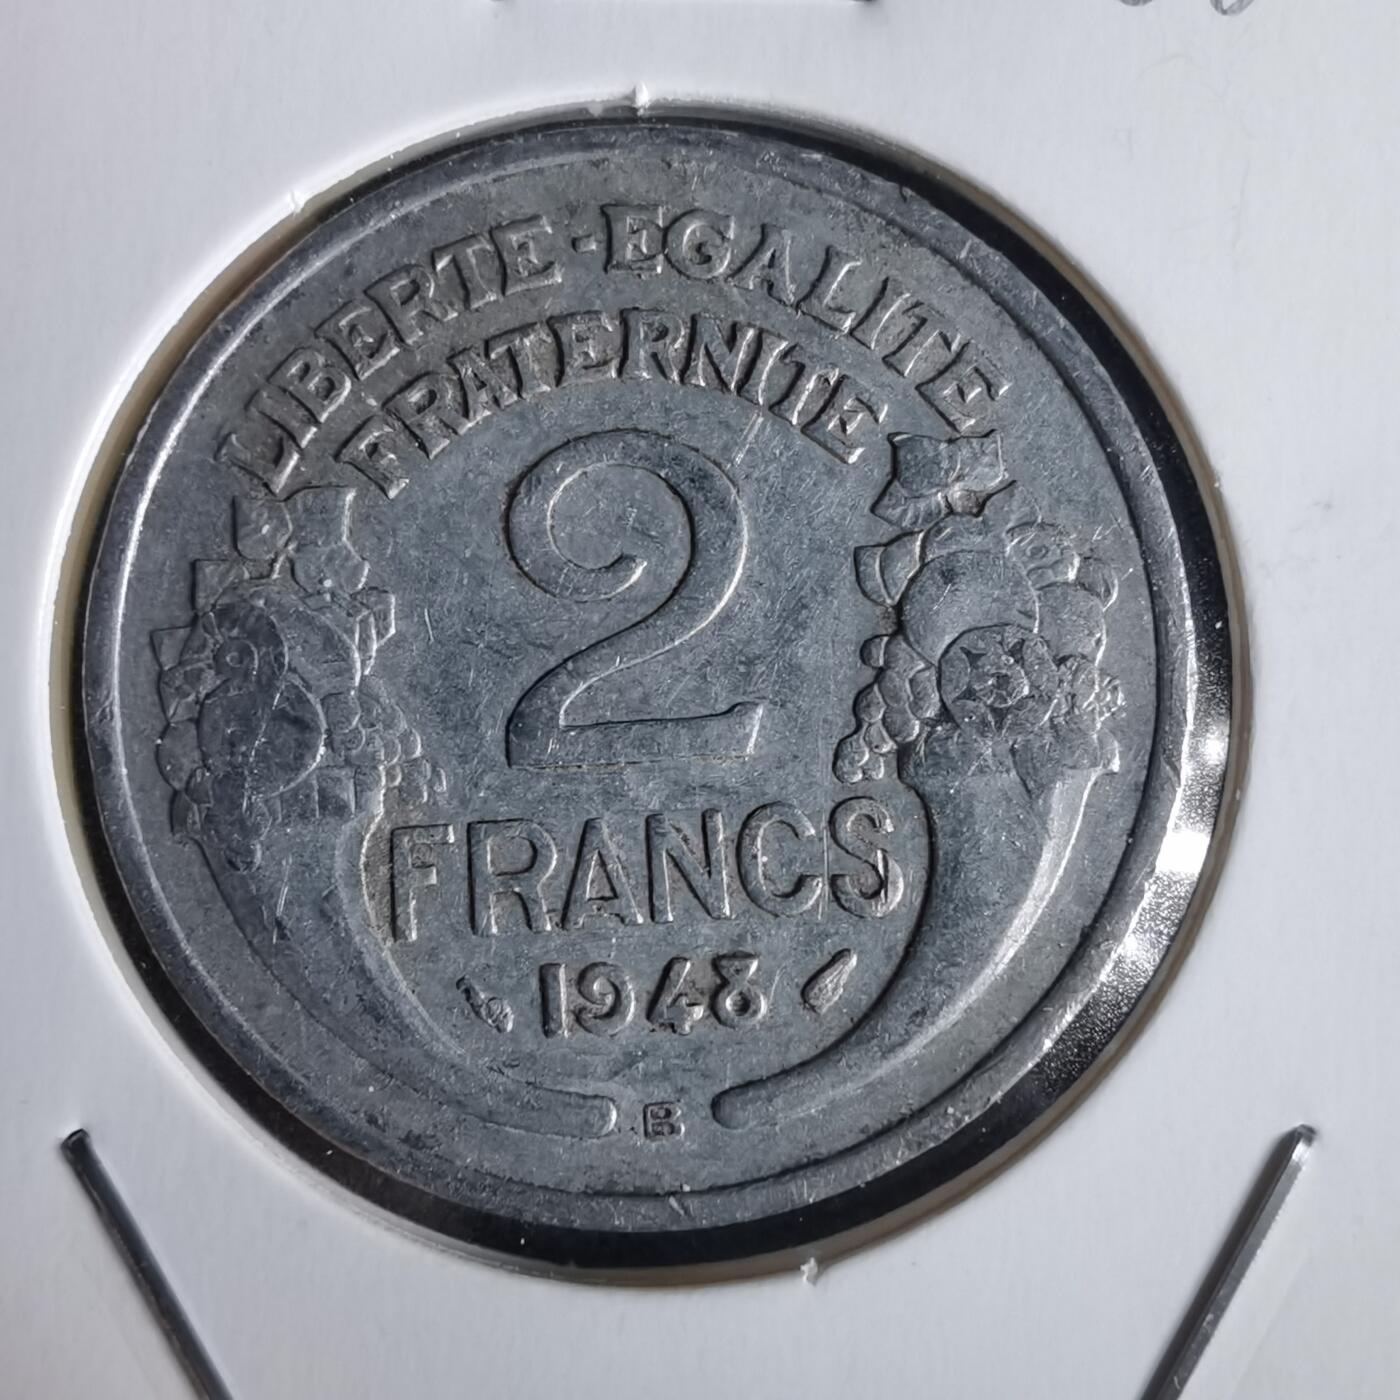 LIBERTE·EGALITE
FRATERNITE
2
FRANCS
1948
B